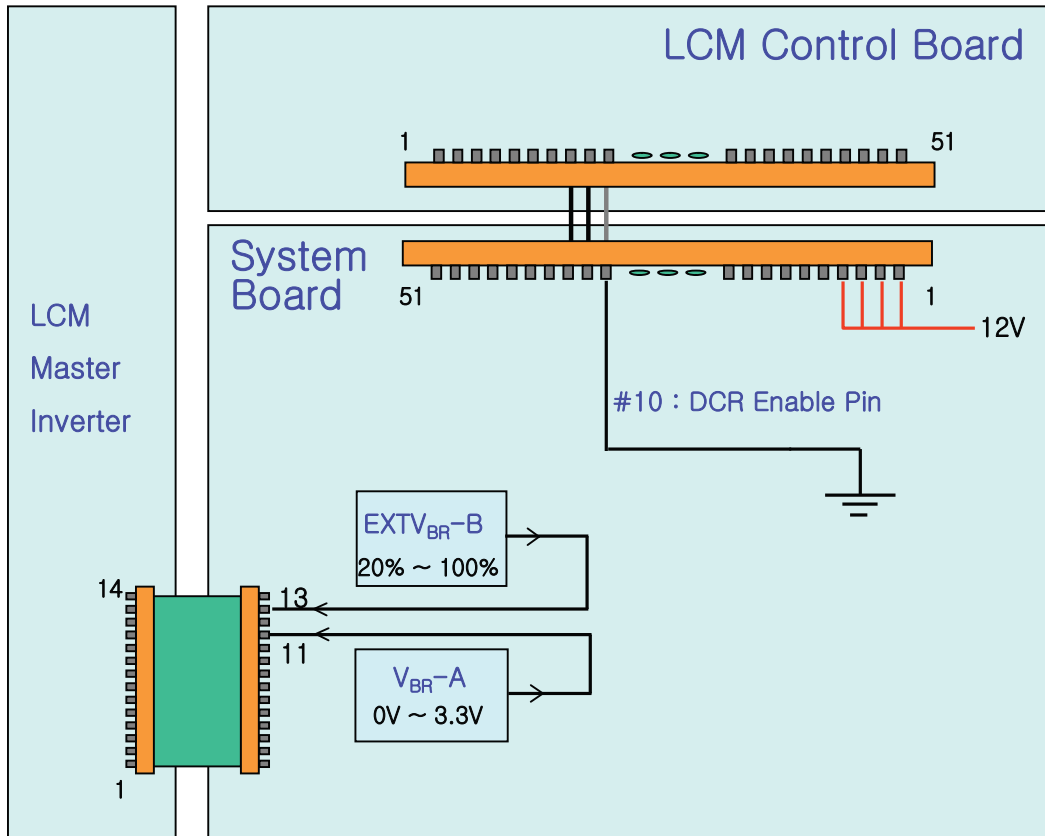 LCM Control Board
1
51
System
Board
51
1
12V
LCM
Master
Inverter
#10 : DCR Enable Pin
EXTVBR-B
20% ~ 100%
14
13
11
VBR-A
0V ~ 3.3V
1